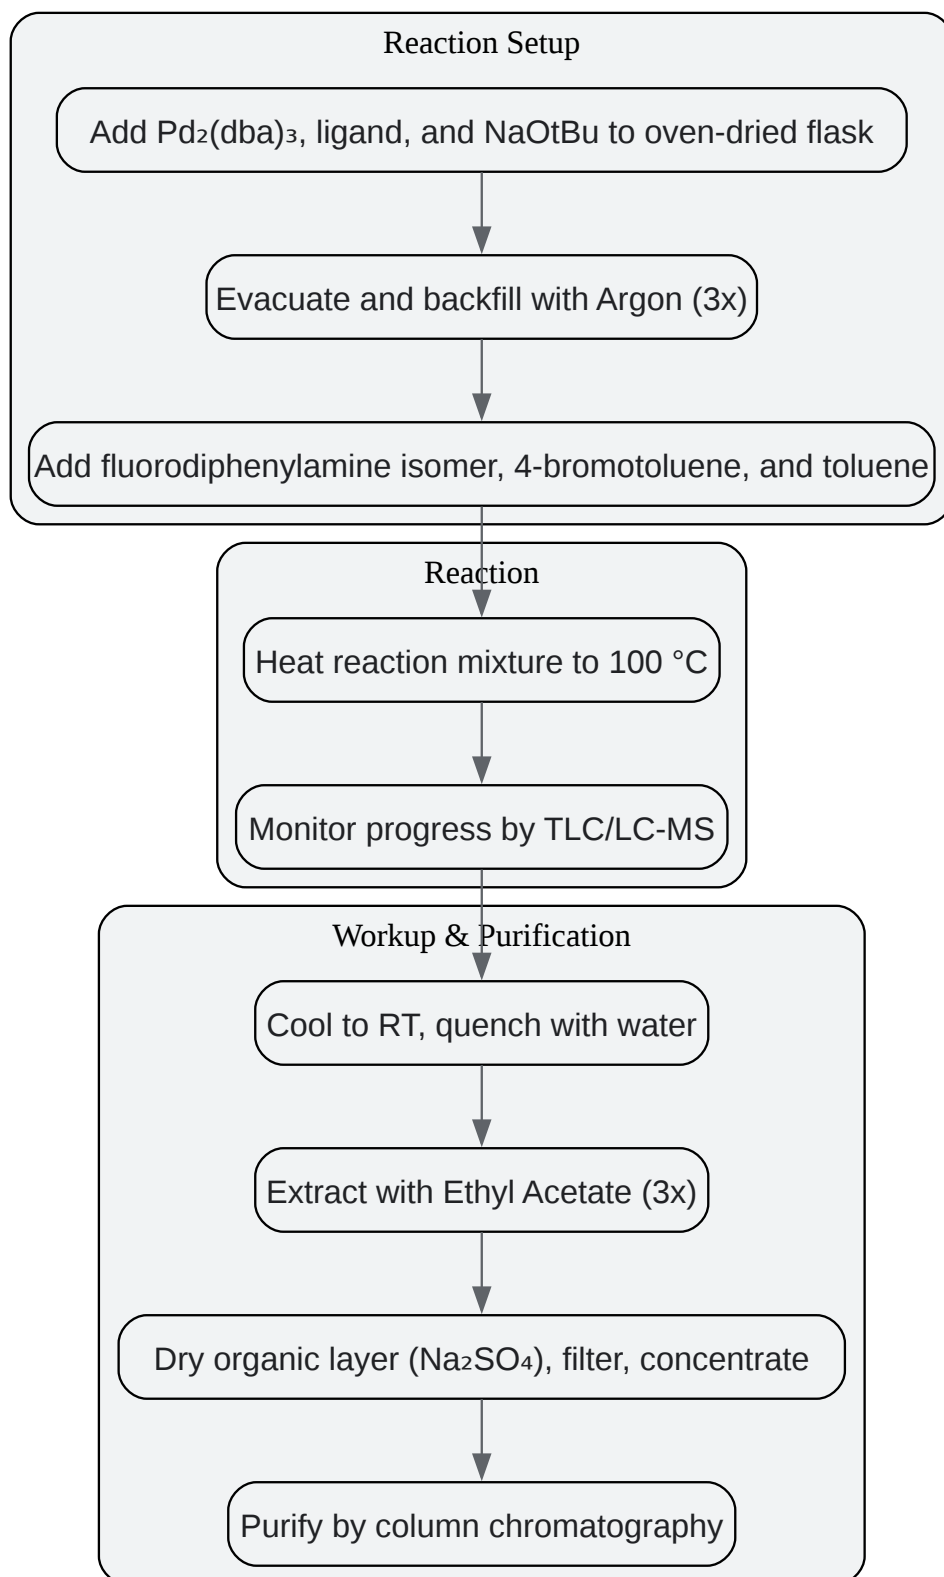 Reaction Setup
Add Pd₂(dba)₃, ligand, and NaOtBu to oven-dried flask
Evacuate and backfill with Argon (3x)
Add fluorodiphenylamine isomer, 4-bromotoluene, and toluene
Reaction
Heat reaction mixture to 100 °C
Monitor progress by TLC/LC-MS
Workup & Purification
Cool to RT, quench with water
Extract with Ethyl Acetate (3x)
Dry organic layer (Na₂SO₄), filter, concentrate
Purify by column chromatography